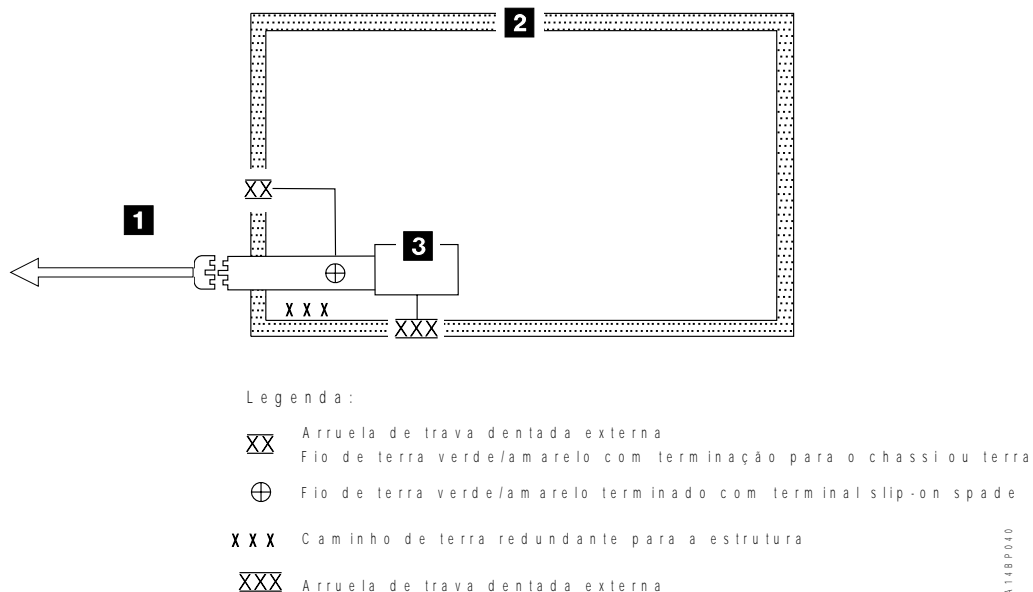 2
XX
1
3
X X X
XXX
Legenda:
XX Arruela de trava dentada externa
Fio de terra verde/amarelo com terminação para o chassi ou terra
Fio de terra verde/amarelo terminado com terminal slip-on spade
X X X Caminho de terra redundante para a estrutura
XXX Arruela de trava dentada externa
A148P040